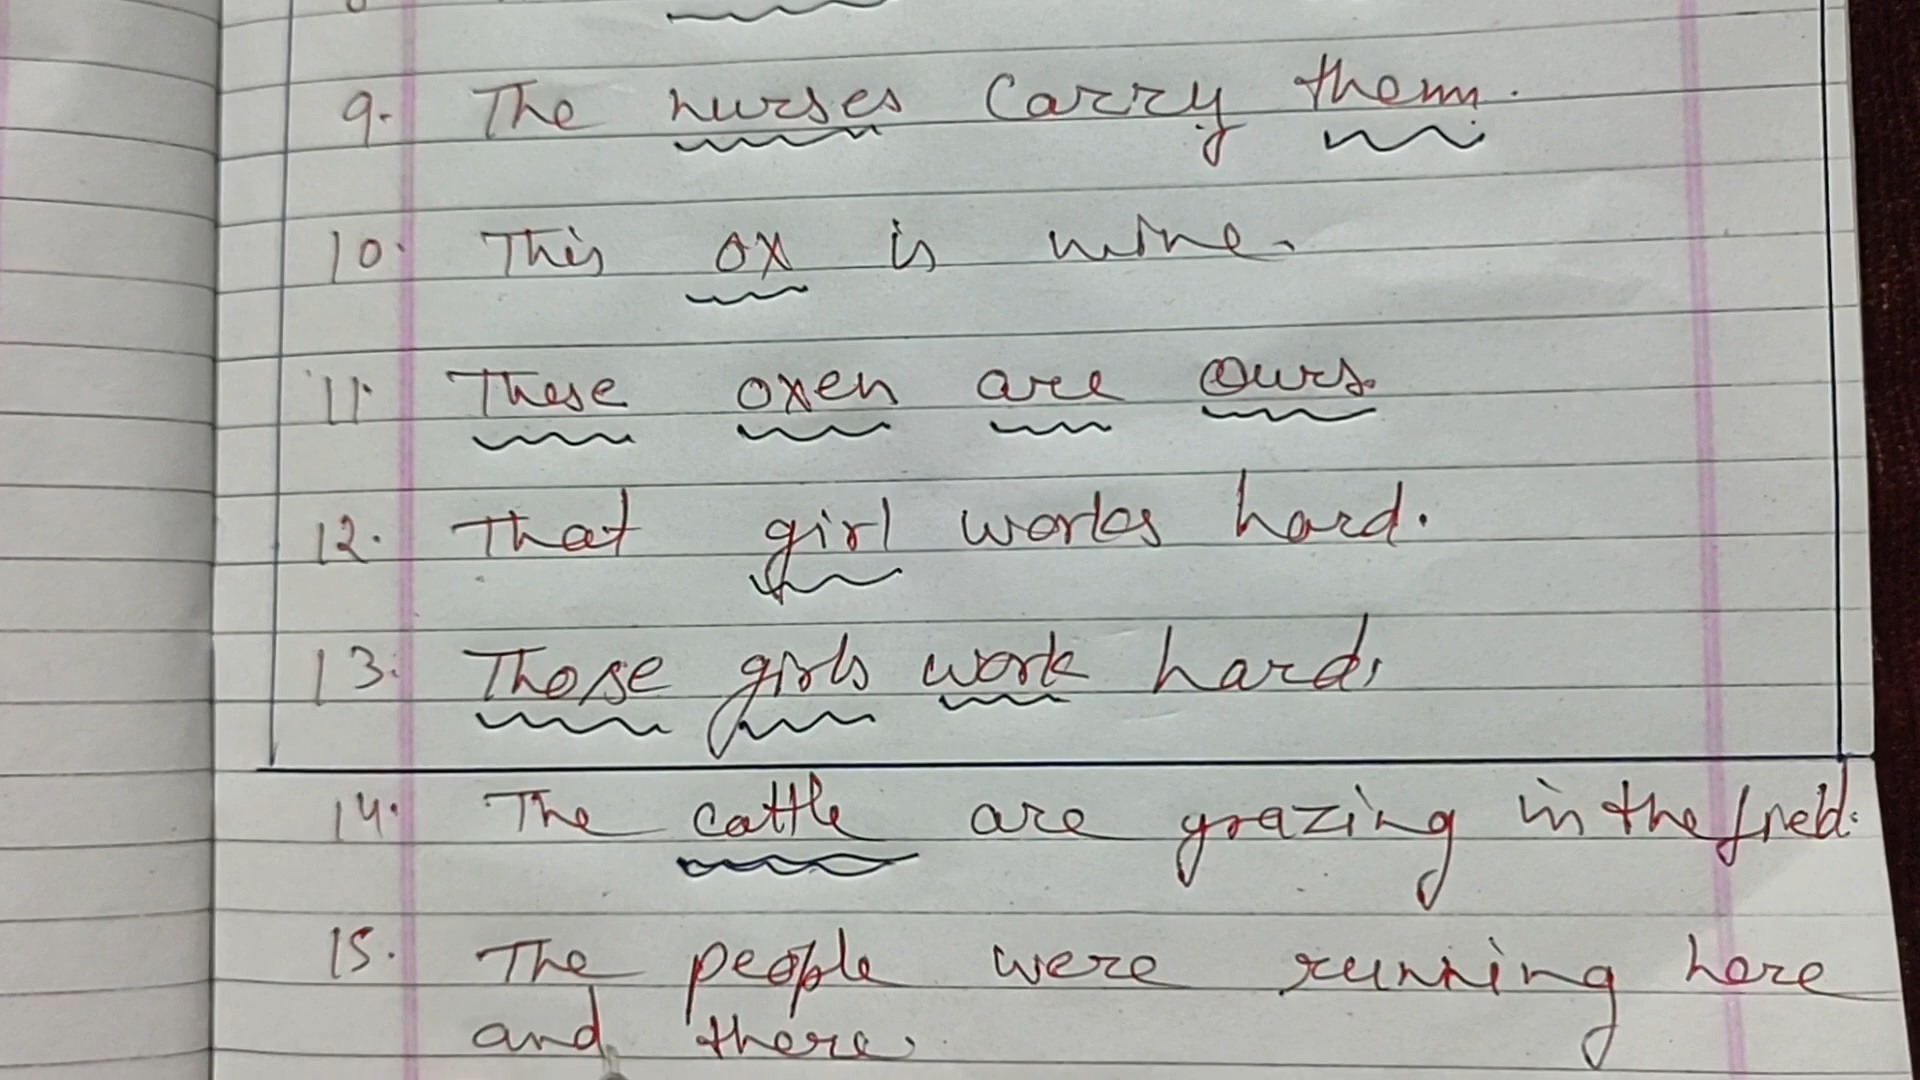 9. The nurses carry them.
10. This ox is mine.
11. These oxen are ours.
12. That girl works hard.
13. Those girls work hard.
14. The cattle are grazing in the field.
15. The people were running here
and there.